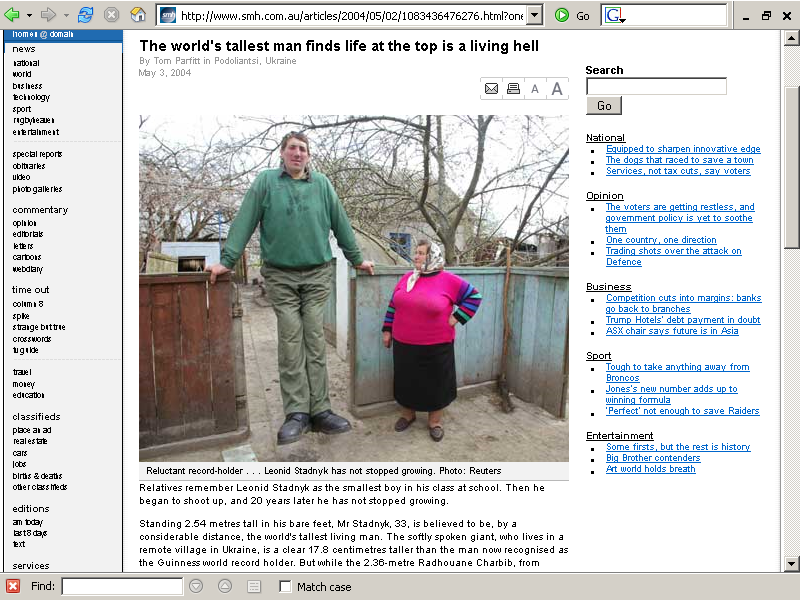 http://www.smh.com.au/articles/2004/05/02/1083436476276.html?one
Go
home @ domain
news
national
world
business
technology
sport
rugbyheaven
entertainment
special reports
obituaries
video
photo galleries
commentary
opinion
editorials
letters
cartoons
webdiary
time out
column 8
spike
strange but true
crosswords
tv guide
travel
money
education
classifieds
place an ad
real estate
cars
jobs
births & deaths
other classifieds
editions
am today
last 8 days
text
services
The world's tallest man finds life at the top is a living hell
By Tom Parfitt in Podoliantsi, Ukraine
May 3, 2004
A A
Reluctant record-holder . . . Leonid Stadnyk has not stopped growing. Photo: Reuters
Relatives remember Leonid Stadnyk as the smallest boy in his class at school. Then he
began to shoot up, and 20 years later he has not stopped growing.
Standing 2.54 metres tall in his bare feet, Mr Stadnyk, 33, is believed to be, by a
considerable distance, the world's tallest living man. The softly spoken giant, who lives in a
remote village in Ukraine, is a clear 17.8 centimetres taller than the man now recognised as
the Guinness world record holder. But while the 2.36-metre Radhouane Charbib, from
Search
Go
National
Equipped to sharpen innovative edge
The dogs that raced to save a town
Services, not tax cuts, say voters
Opinion
The voters are getting restless, and
government policy is yet to soothe
them
One country, one direction
Trading shots over the attack on
Defence
Business
Competition cuts into margins: banks
go back to branches
Trump Hotels' debt payment in doubt
ASX chair says future is in Asia
Sport
Tough to take anything away from
Broncos
Jones's new number adds up to
winning formula
'Perfect' not enough to save Raiders
Entertainment
Some firsts, but the rest is history
Big Brother contenders
Art world holds breath
Find:
Match case